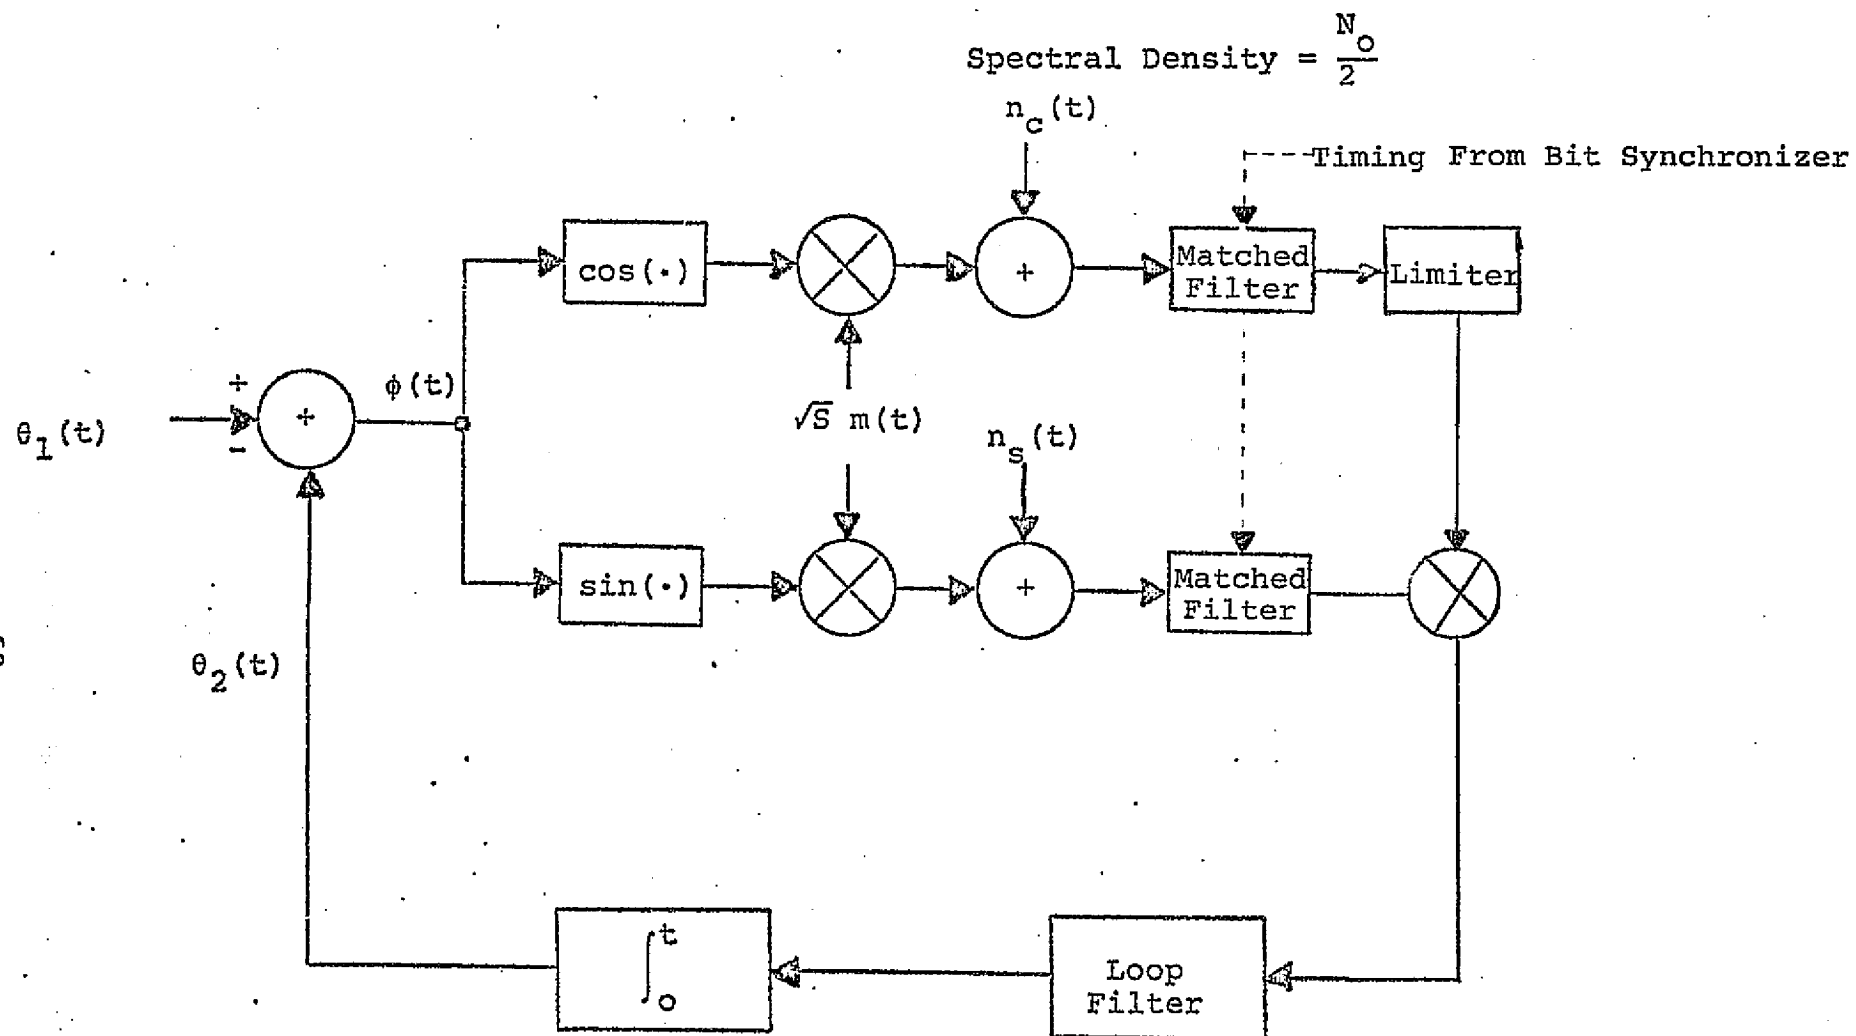 Spectral Density = N_o/2
n_c(t)
Timing From Bit Synchronizer
cos(·)
+
Matched
Filter
Limiter
+
−
+
ϕ(t)
θ_1(t)
√S m(t)
n_s(t)
sin(·)
+
Matched
Filter
θ_2(t)
∫_o^t
Loop
Filter